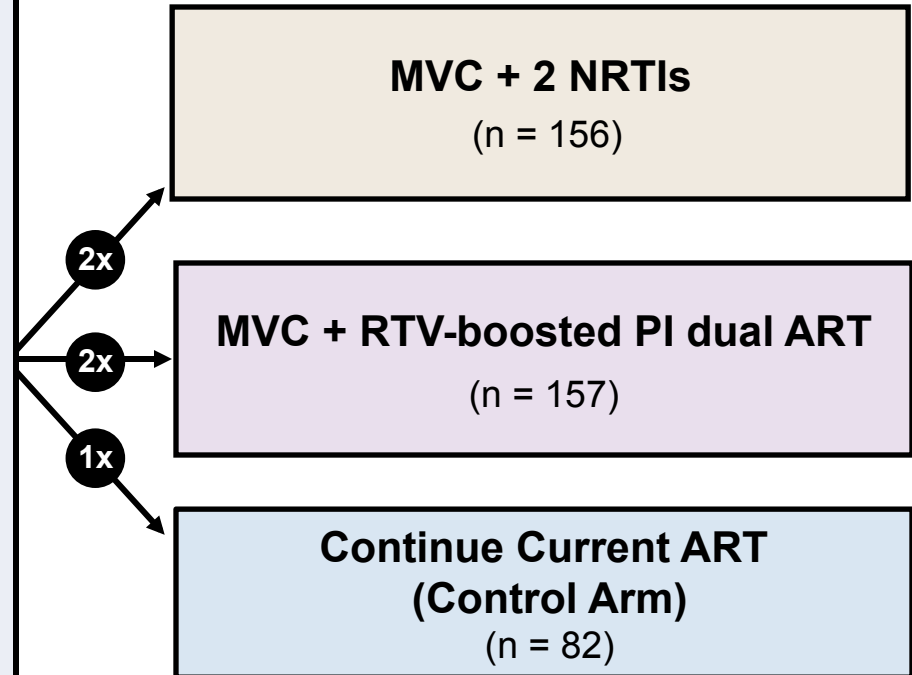 MVC + 2 NRTIs
(n = 156)
2x
MVC + RTV-boosted PI dual ART
(n = 157)
2x
1x
Continue Current ART
(Control Arm)
(n = 82)